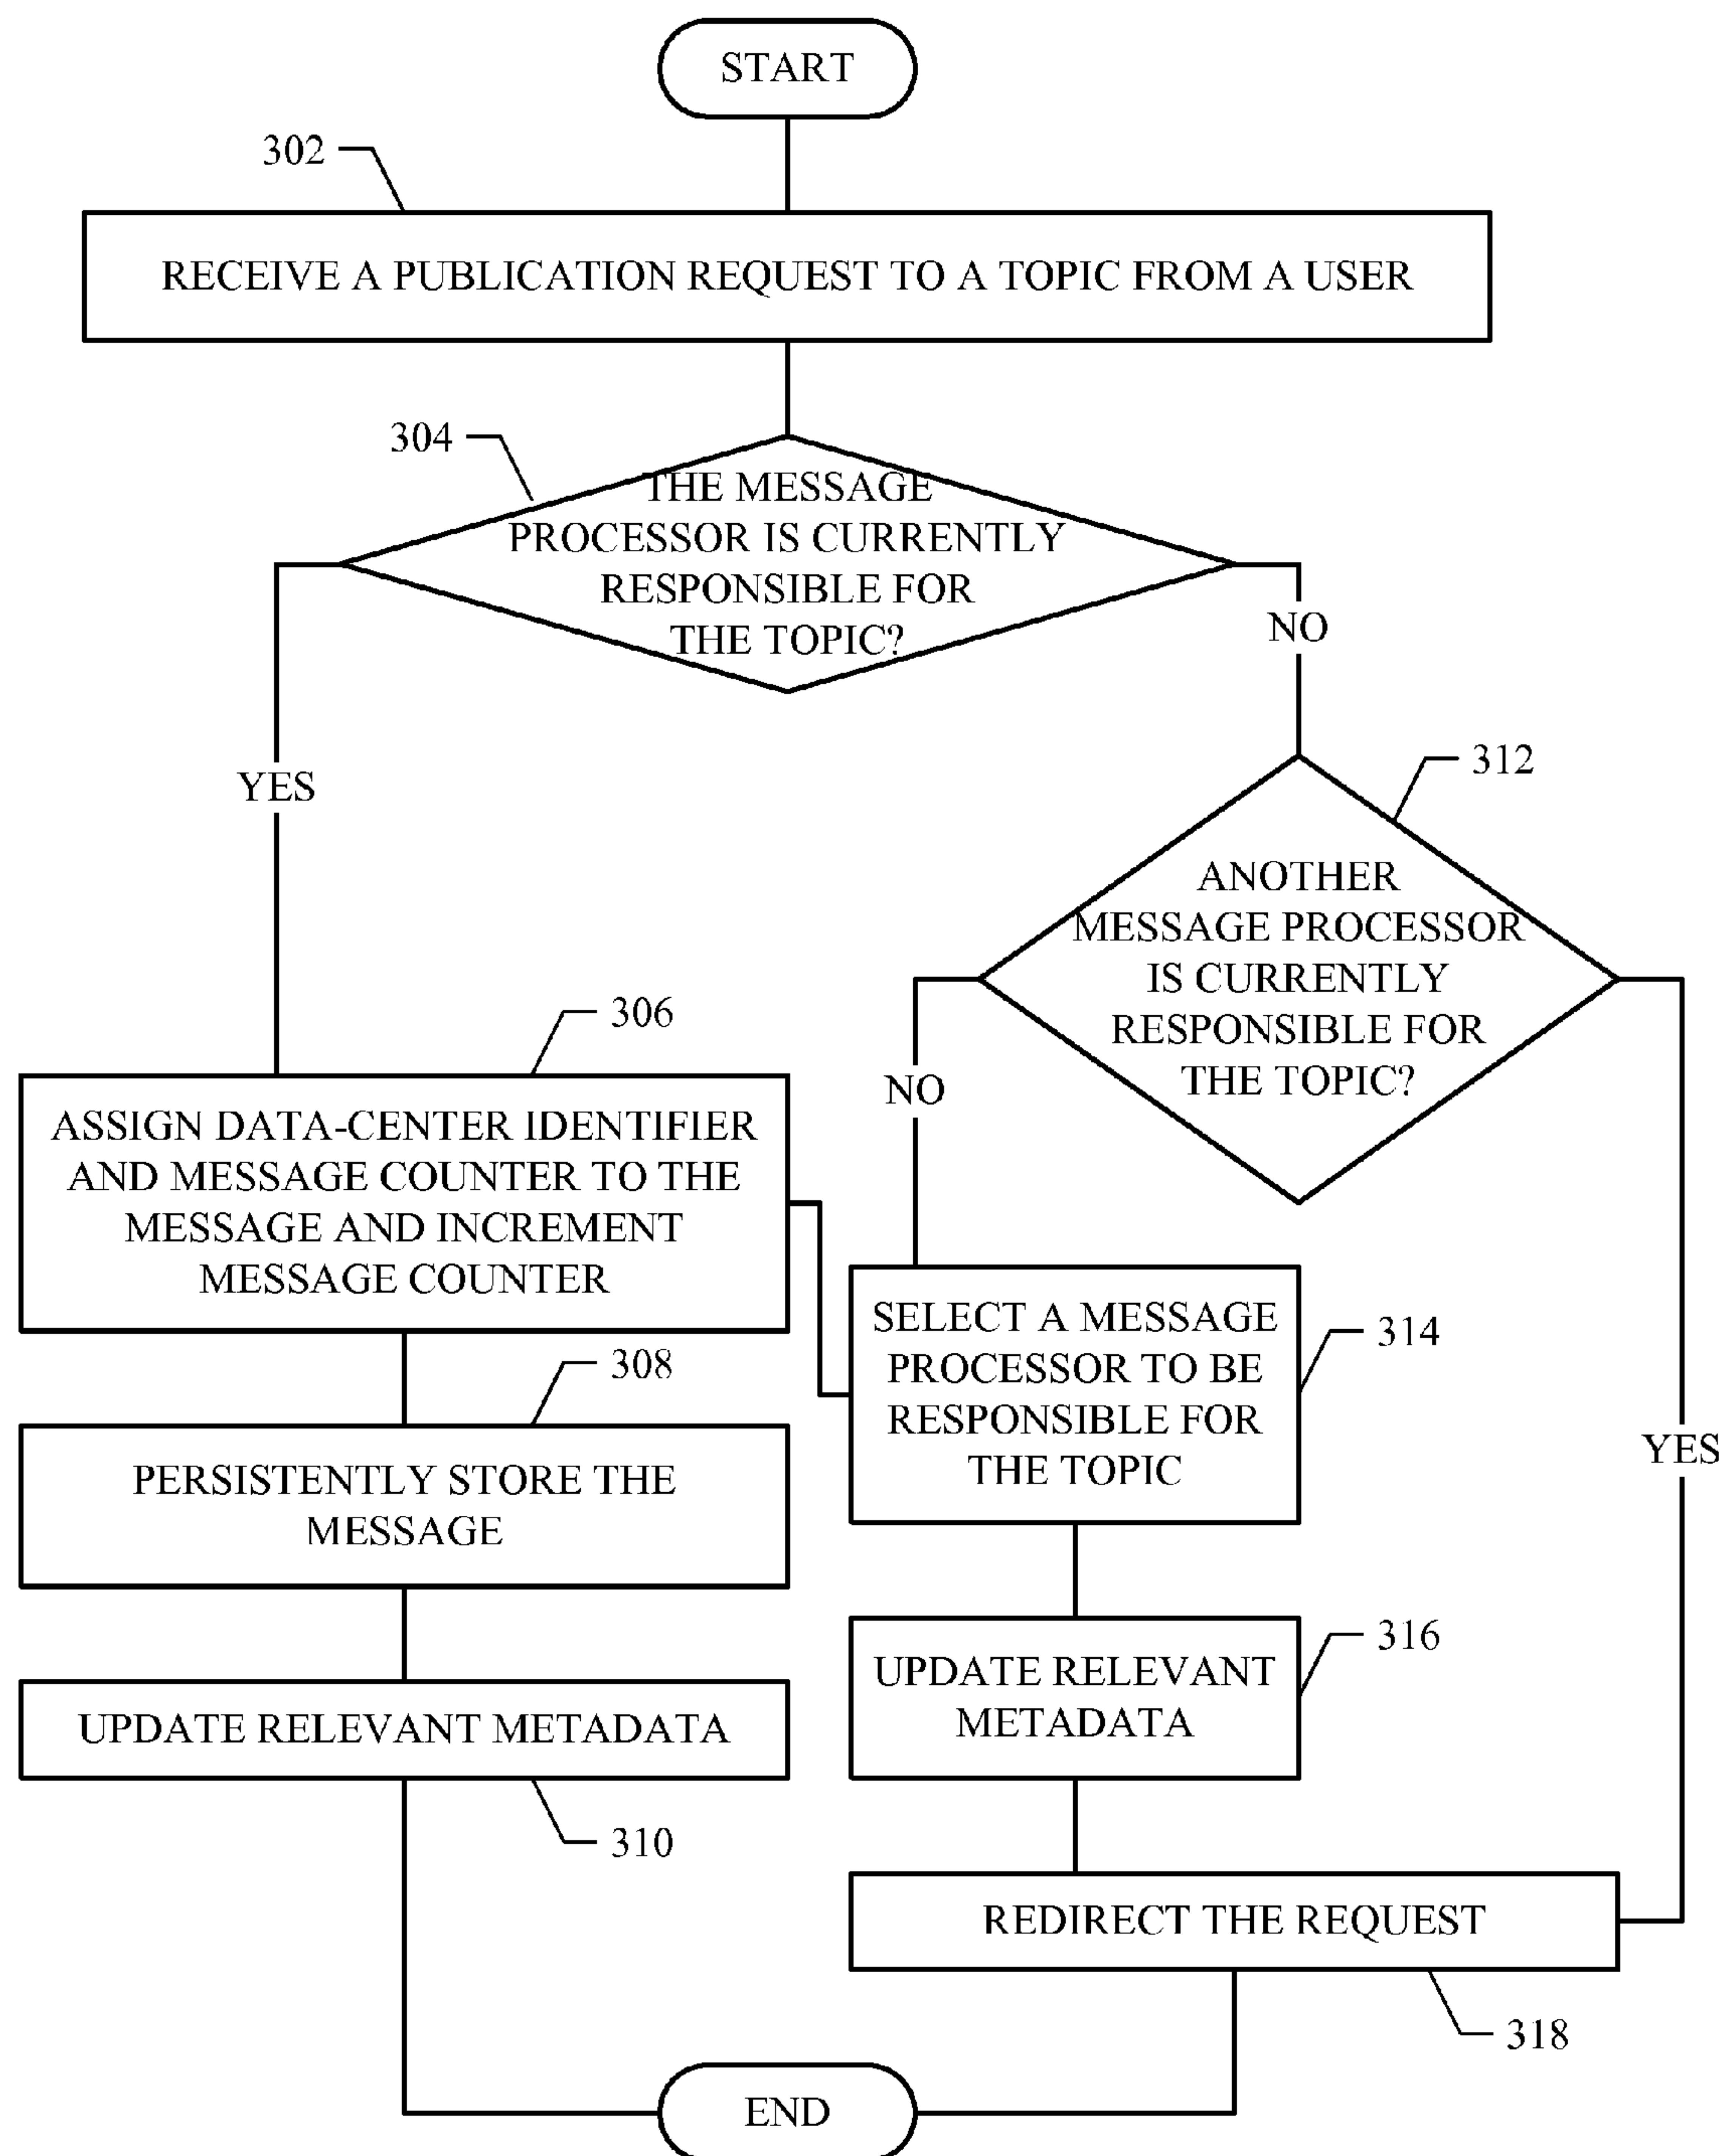 START
302
RECEIVE A PUBLICATION REQUEST TO A TOPIC FROM A USER
304
THE MESSAGE
PROCESSOR IS CURRENTLY
RESPONSIBLE FOR
THE TOPIC?
NO
YES
312
ANOTHER
MESSAGE PROCESSOR
IS CURRENTLY
RESPONSIBLE FOR
THE TOPIC?
NO
YES
306
ASSIGN DATA-CENTER IDENTIFIER
AND MESSAGE COUNTER TO THE
MESSAGE AND INCREMENT
MESSAGE COUNTER
308
PERSISTENTLY STORE THE
MESSAGE
UPDATE RELEVANT METADATA
310
SELECT A MESSAGE
PROCESSOR TO BE
RESPONSIBLE FOR
THE TOPIC
314
UPDATE RELEVANT
METADATA
316
REDIRECT THE REQUEST
318
END